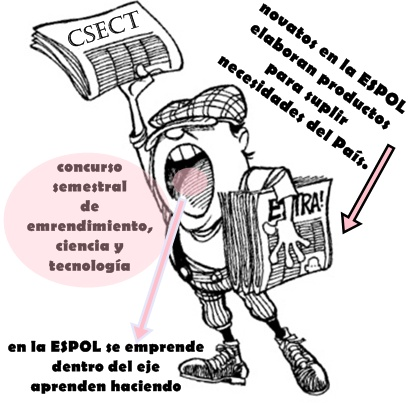 CSECT
novatos en la ESPOL
elaboran productos
para suplir
necesidades del País.
concurso
semestral
de
emrendimiento,
ciencia y
tecnología
EXTRA!
en la ESPOL se emprende
dentro del eje
aprenden haciendo